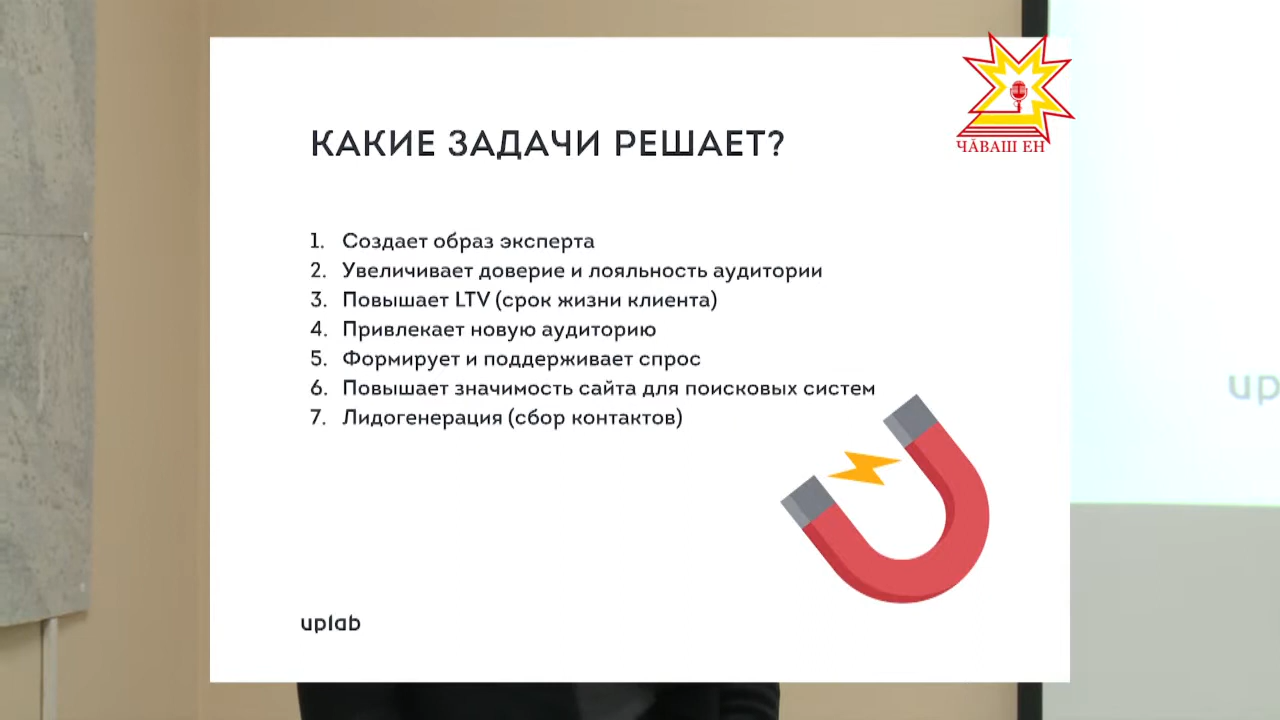 ЧӐВАШ ЕН
КАКИЕ ЗАДАЧИ РЕШАЕТ?
1. Создает образ эксперта
2. Увеличивает доверие и лояльность аудитории
3. Повышает LTV (срок жизни клиента)
4. Привлекает новую аудиторию
5. Формирует и поддерживает спрос
6. Повышает значимость сайта для поисковых систем
7. Лидогенерация (сбор контактов)
uplab
up